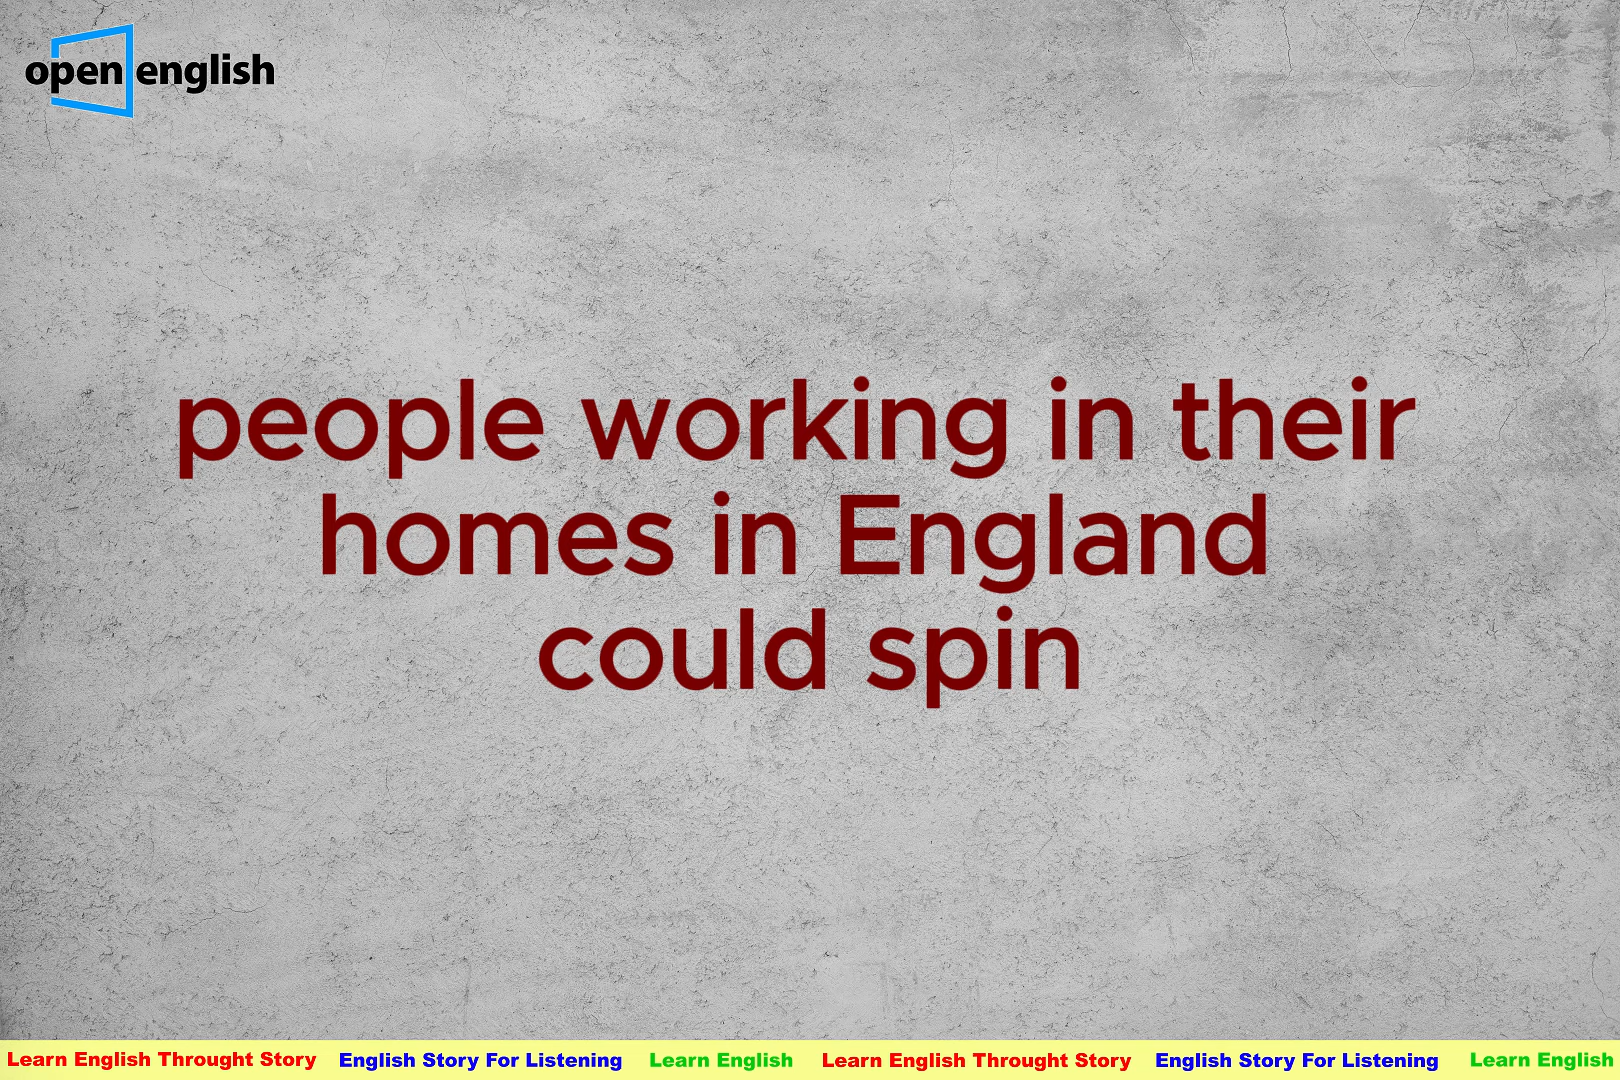 open english
people working in their
homes in England
could spin
Learn English Throught Story English Story For Listening Learn English Learn English Throught Story English Story For Listening Learn English